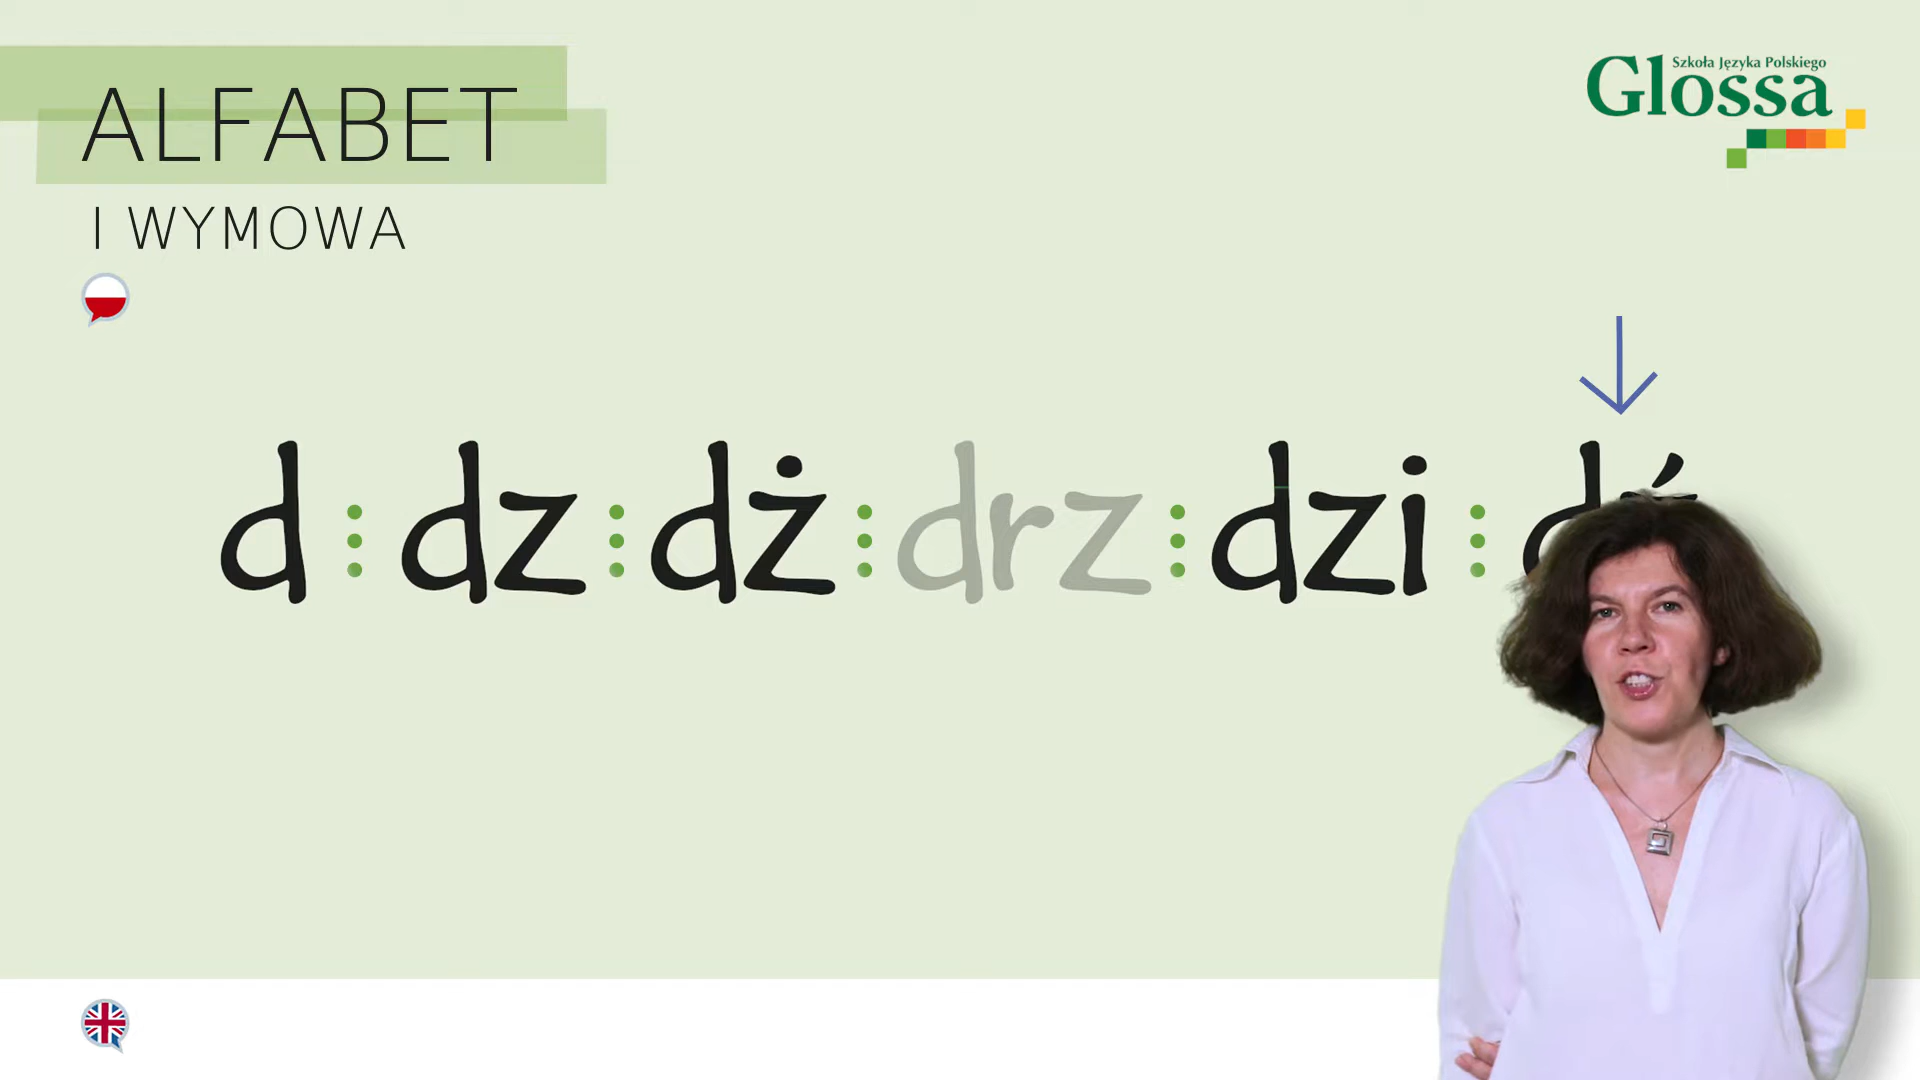 ALFABET
I WYMOWA
Szkoła Języka Polskiego
Glossa
d dz dż drz dzi